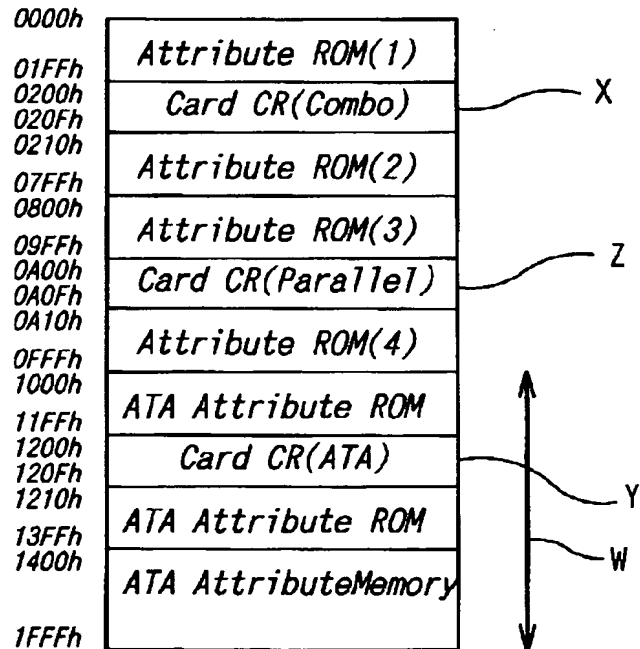 0000h
Attribute ROM(1)
01FFh
0200h
Card CR(Combo)
X
020Fh
0210h
Attribute ROM(2)
07FFh
0800h
Attribute ROM(3)
09FFh
Z
0A00h
Card CR(Parallel)
0A0Fh
0A10h
Attribute ROM(4)
0FFFh
1000h
ATA Attribute ROM
11FFh
1200h
Card CR(ATA)
120Fh
Y
1210h
ATA Attribute ROM
13FFh
W
1400h
ATA AttributeMemory
1FFFh